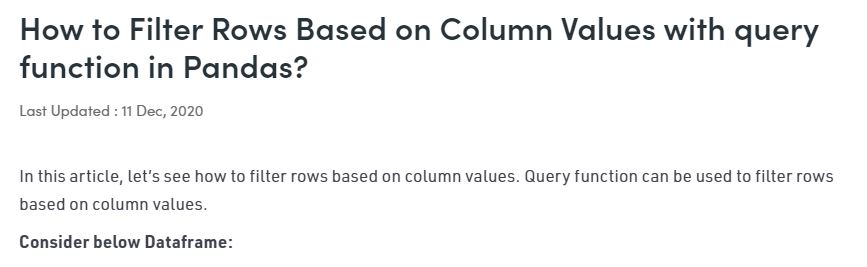 How to Filter Rows Based on Column Values with query
function in Pandas?
Last Updated : 11 Dec, 2020
In this article, let’s see how to filter rows based on column values. Query function can be used to filter rows
based on column values.
Consider below Dataframe: